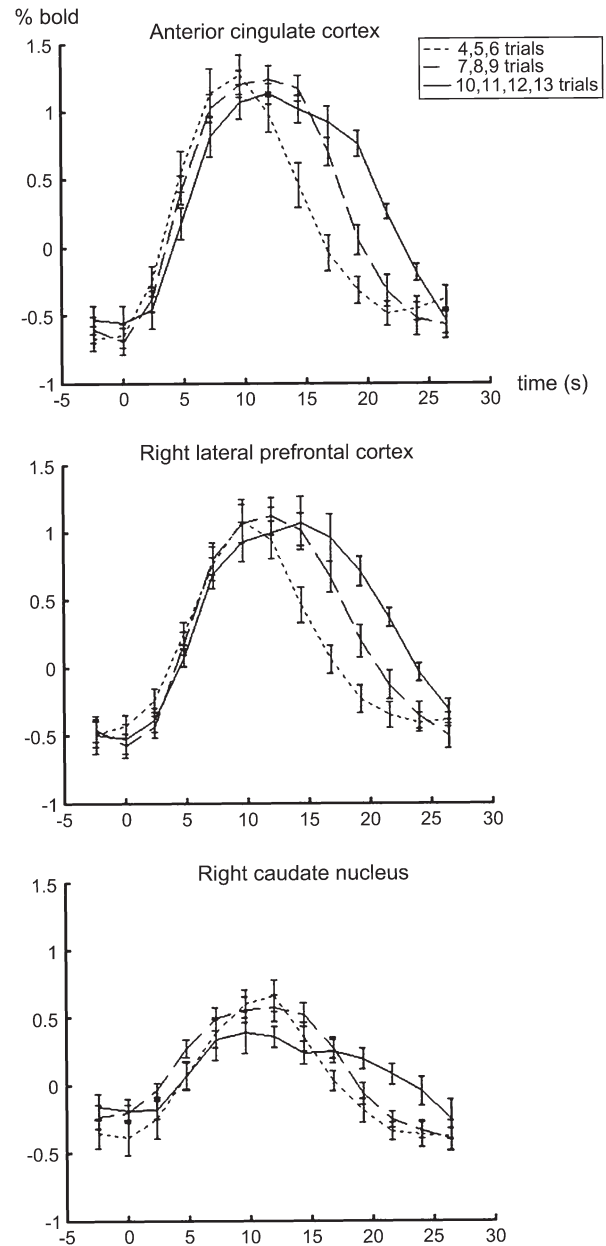 % bold
Anterior cingulate cortex
4,5,6 trials
7,8,9 trials
10,11,12,13 trials
1.5
1
0.5
0
-0.5
-1
-5 0 5 10 15 20 25 30
time (s)
Right lateral prefrontal cortex
1.5
1
0.5
0
-0.5
-1
-5 0 5 10 15 20 25 30
Right caudate nucleus
1.5
1
0.5
0
-0.5
-1
-5 0 5 10 15 20 25 30